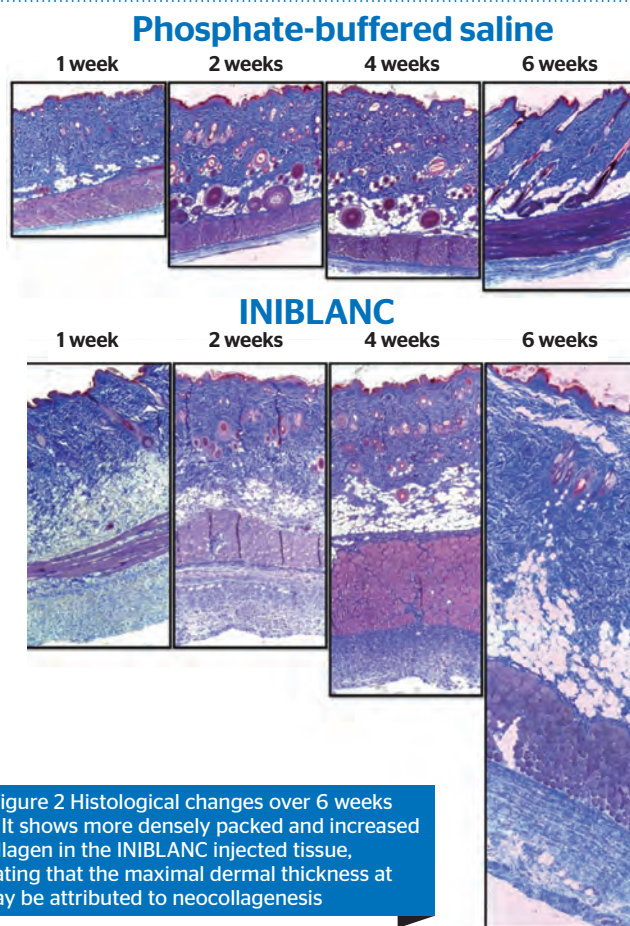 Phosphate-buffered saline
1 week 2 weeks 4 weeks 6 weeks
INIBLANC
1 week 2 weeks 4 weeks 6 weeks
igure 2 Histological changes over 6 weeks
It shows more densely packed and increased
llagen in the INIBLANC injected tissue,
ating that the maximal dermal thickness at
ay be attributed to neocollagenesis